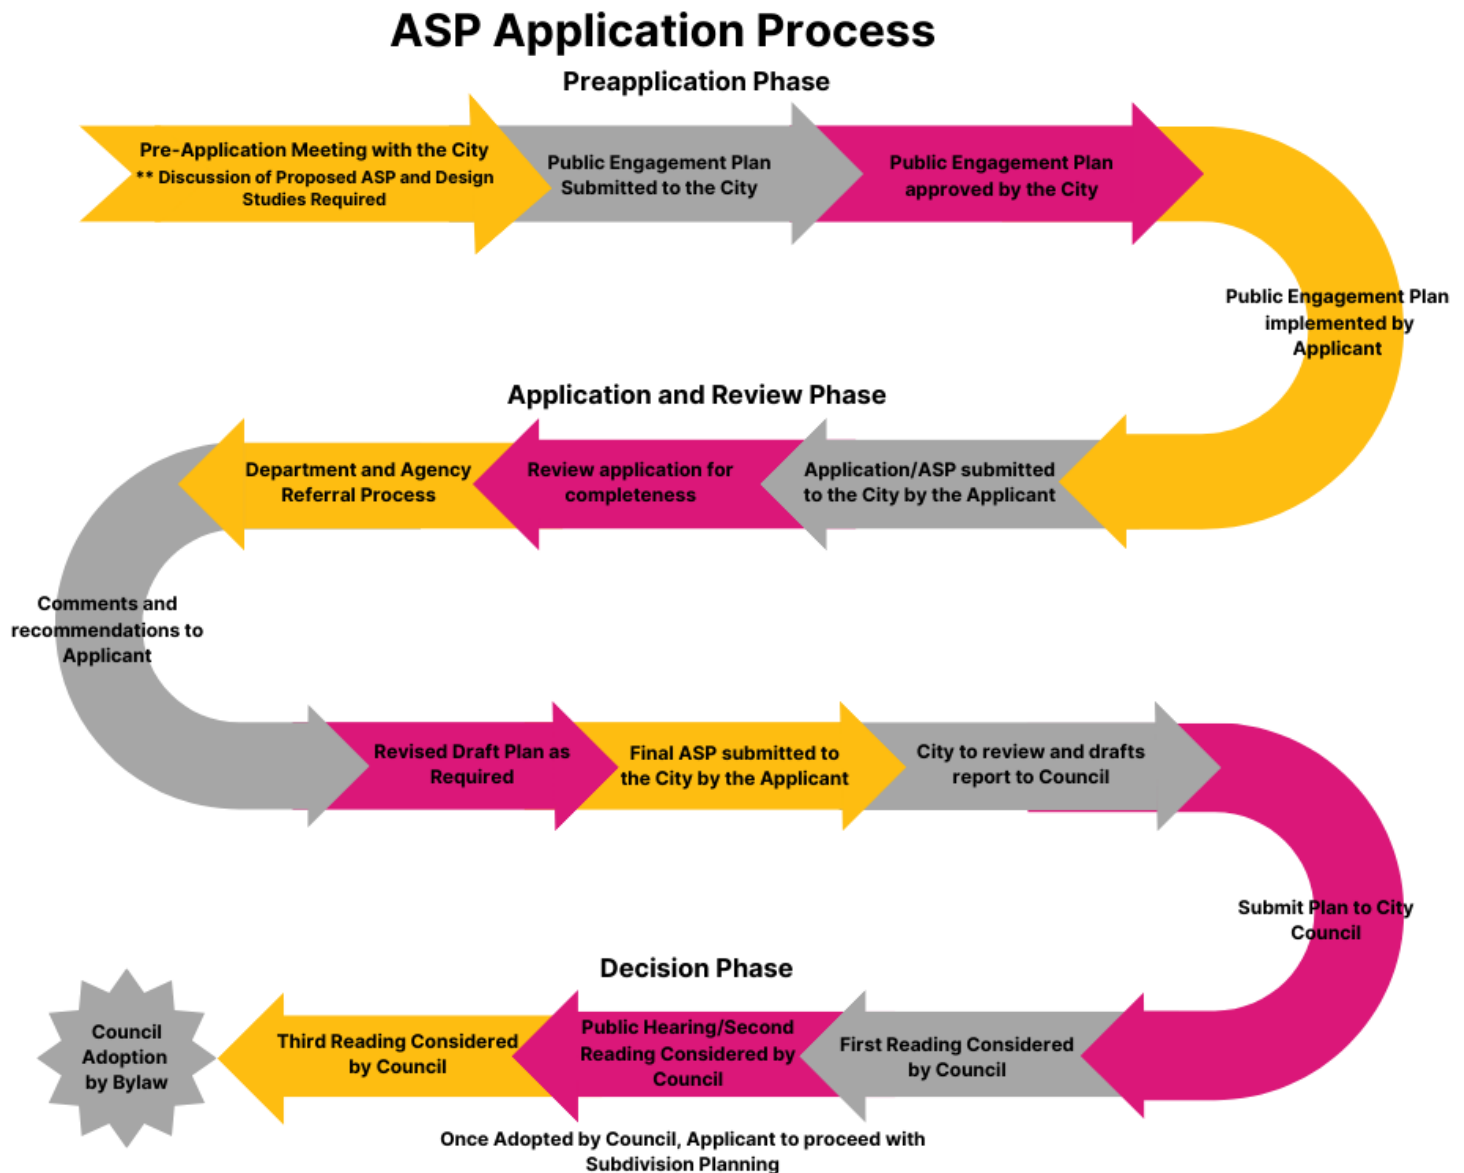 ASP Application Process
Preapplication Phase
Pre-Application Meeting with the City
** Discussion of Proposed ASP and Design
Studies Required
Public Engagement Plan
Submitted to the City
Public Engagement Plan
approved by the City
Public Engagement Plan
implemented by
Applicant
Application and Review Phase
Application/ASP submitted
to the City by the Applicant
Review application for
completeness
Department and Agency
Referral Process
Comments and
recommendations to
Applicant
Revised Draft Plan as
Required
Final ASP submitted to
the City by the Applicant
City to review and drafts
report to Council
Submit Plan to City
Council
Decision Phase
First Reading Considered
by Council
Public Hearing/Second
Reading Considered by
Council
Third Reading Considered
by Council
Council
Adoption
by Bylaw
Once Adopted by Council, Applicant to proceed with
Subdivision Planning